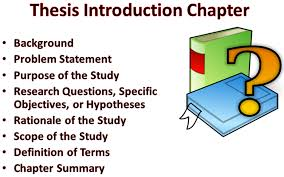 Thesis Introduction Chapter
• Background
• Problem Statement
• Purpose of the Study
• Research Questions, Specific
Objectives, or Hypotheses
• Rationale of the Study
• Scope of the Study
• Definition of Terms
• Chapter Summary
?